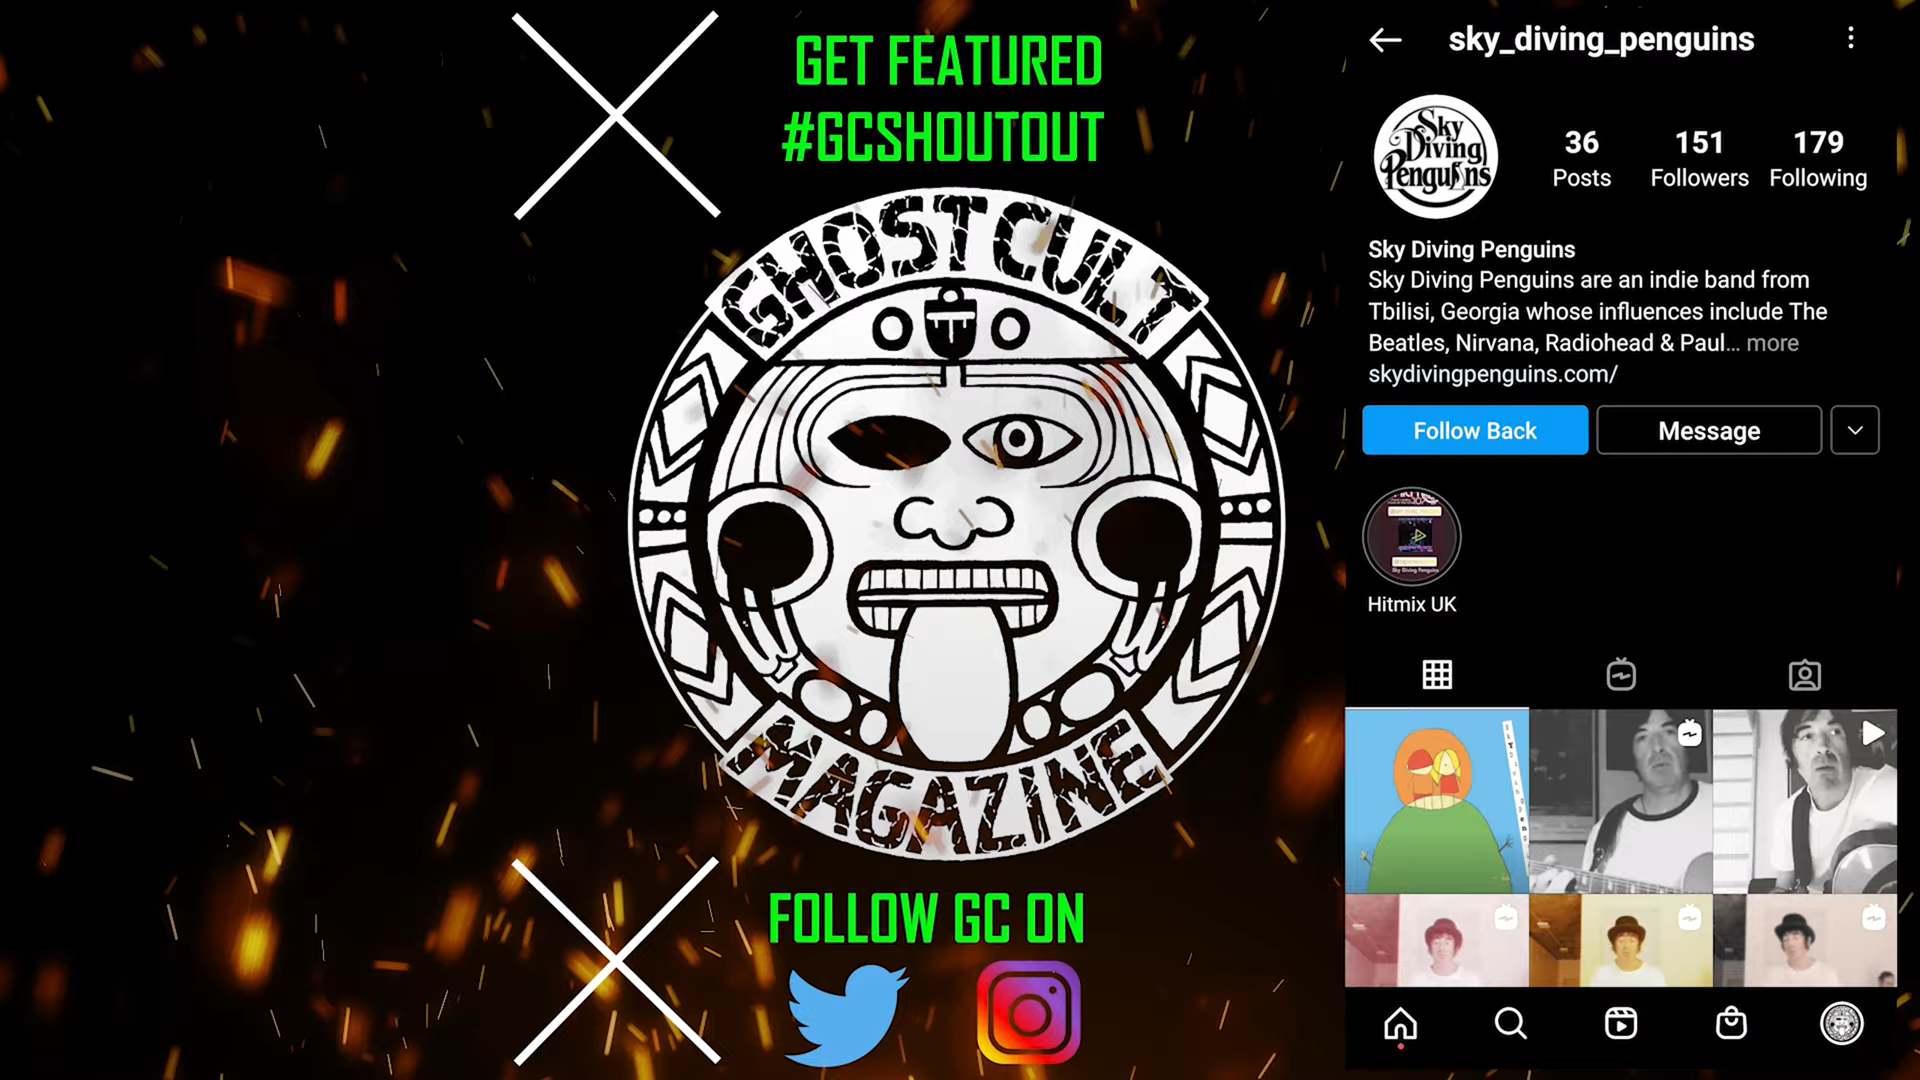 GET FEATURED
#GCSHOUTOUT
GHOST CULT
MAGAZINE
FOLLOW GC ON
sky_diving_penguins
Sky
Diving
Penguins
36
Posts
151
Followers
179
Following
Sky Diving Penguins
Sky Diving Penguins are an indie band from
Tbilisi, Georgia whose influences include The
Beatles, Nirvana, Radiohead & Paul... more
skydivingpenguins.com/
Follow Back
Message
Hitmix UK